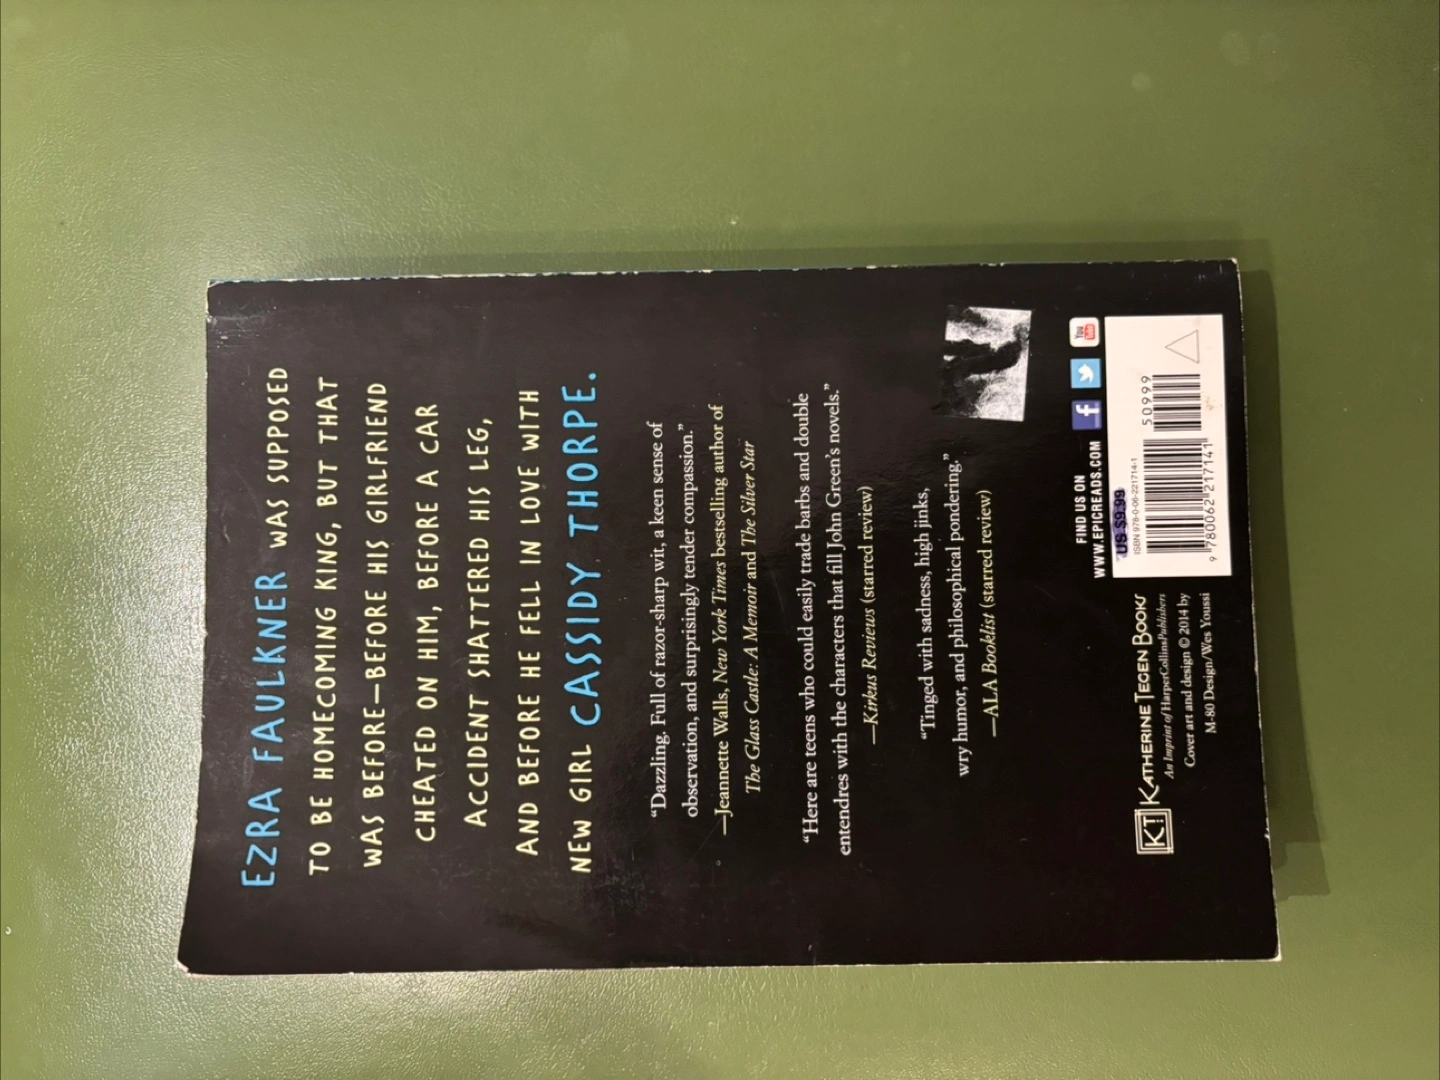 EZRA FAULKNER WAS SUPPOSED
TO BE HOMECOMING KING, BUT THAT
WAS BEFORE—BEFORE HIS GIRLFRIEND
CHEATED ON HIM, BEFORE A CAR
ACCIDENT SHATTERED HIS LEG,
AND BEFORE HE FELL IN LOVE WITH
NEW GIRL CASSIDY THORPE.
“Dazzling. Full of razor-sharp wit, a keen sense of
observation, and surprisingly tender compassion.”
—Jeannette Walls, New York Times bestselling author of
The Glass Castle: A Memoir and The Silver Star
“Here are teens who could easily trade barbs and double
entendres with the characters that fill John Green’s novels.”
—Kirkus Reviews (starred review)
“Tinged with sadness, high jinks,
wry humor, and philosophical pondering.”
—ALA Booklist (starred review)
KT KATHERINE TEGEN BOOKS
An Imprint of HarperCollinsPublishers
Cover art and design © 2014 by
M-80 Design/Wes Youssi
FIND US ON
WWW.EPICREADS.COM
f
You
Tube
US $9.99
ISBN 978-0-06-221714-1
50999
9 780062 217141